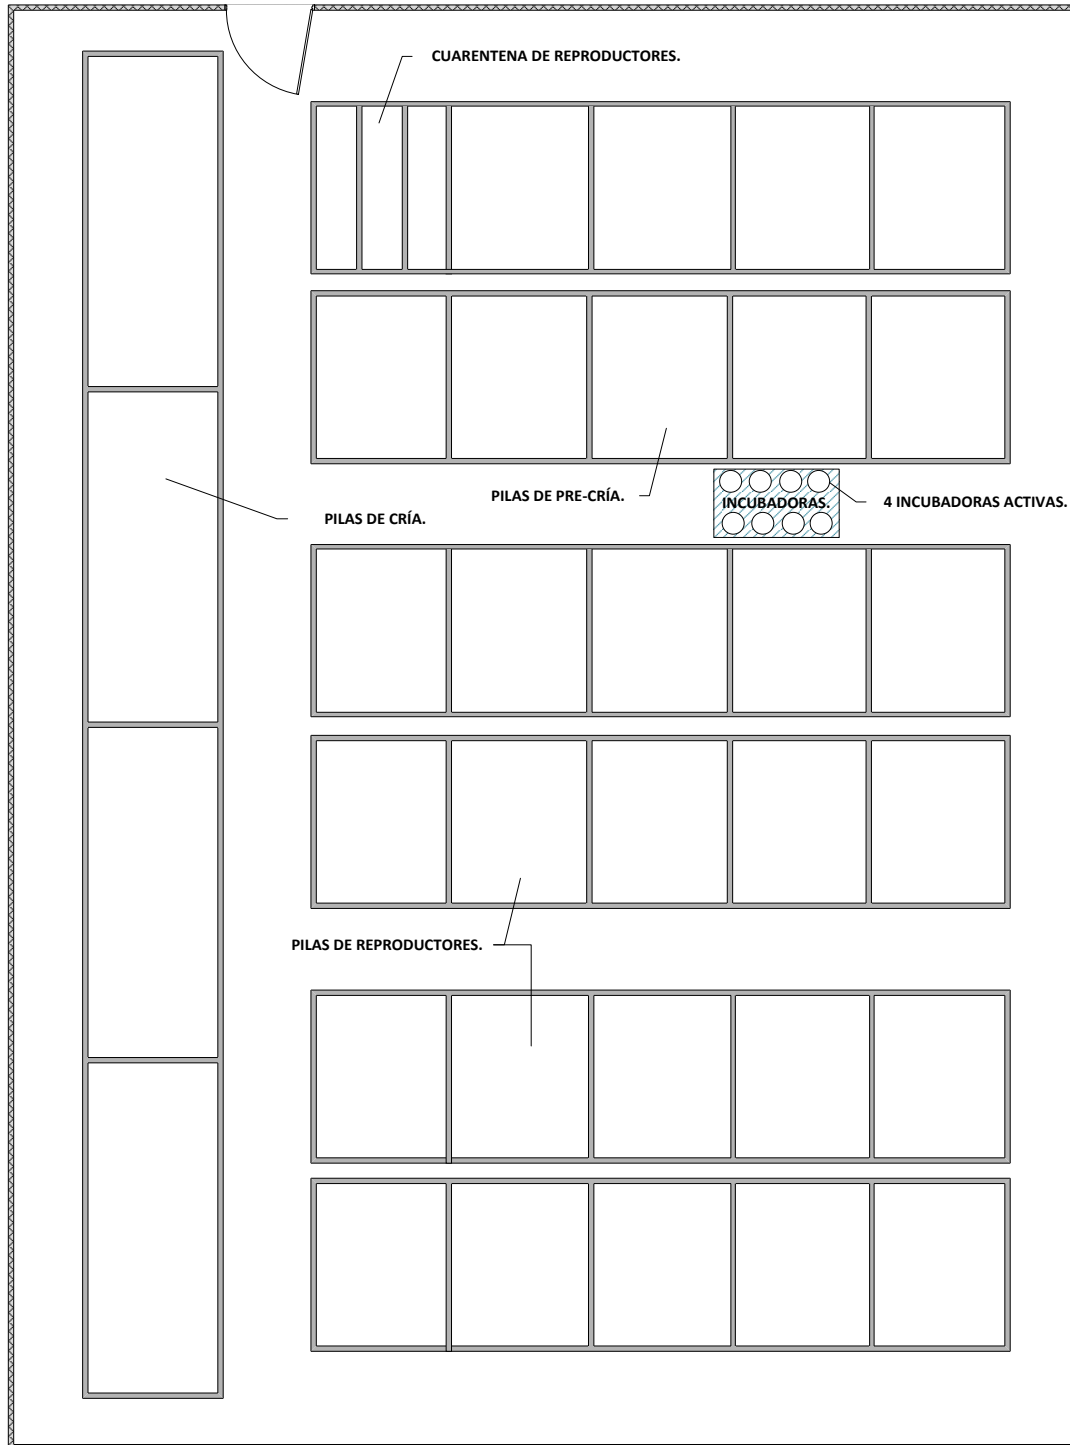 CUARENTENA DE REPRODUCTORES.
PILAS DE PRE-CRÍA.
INCUBADORAS.
4 INCUBADORAS ACTIVAS.
PILAS DE CRÍA.
PILAS DE REPRODUCTORES.